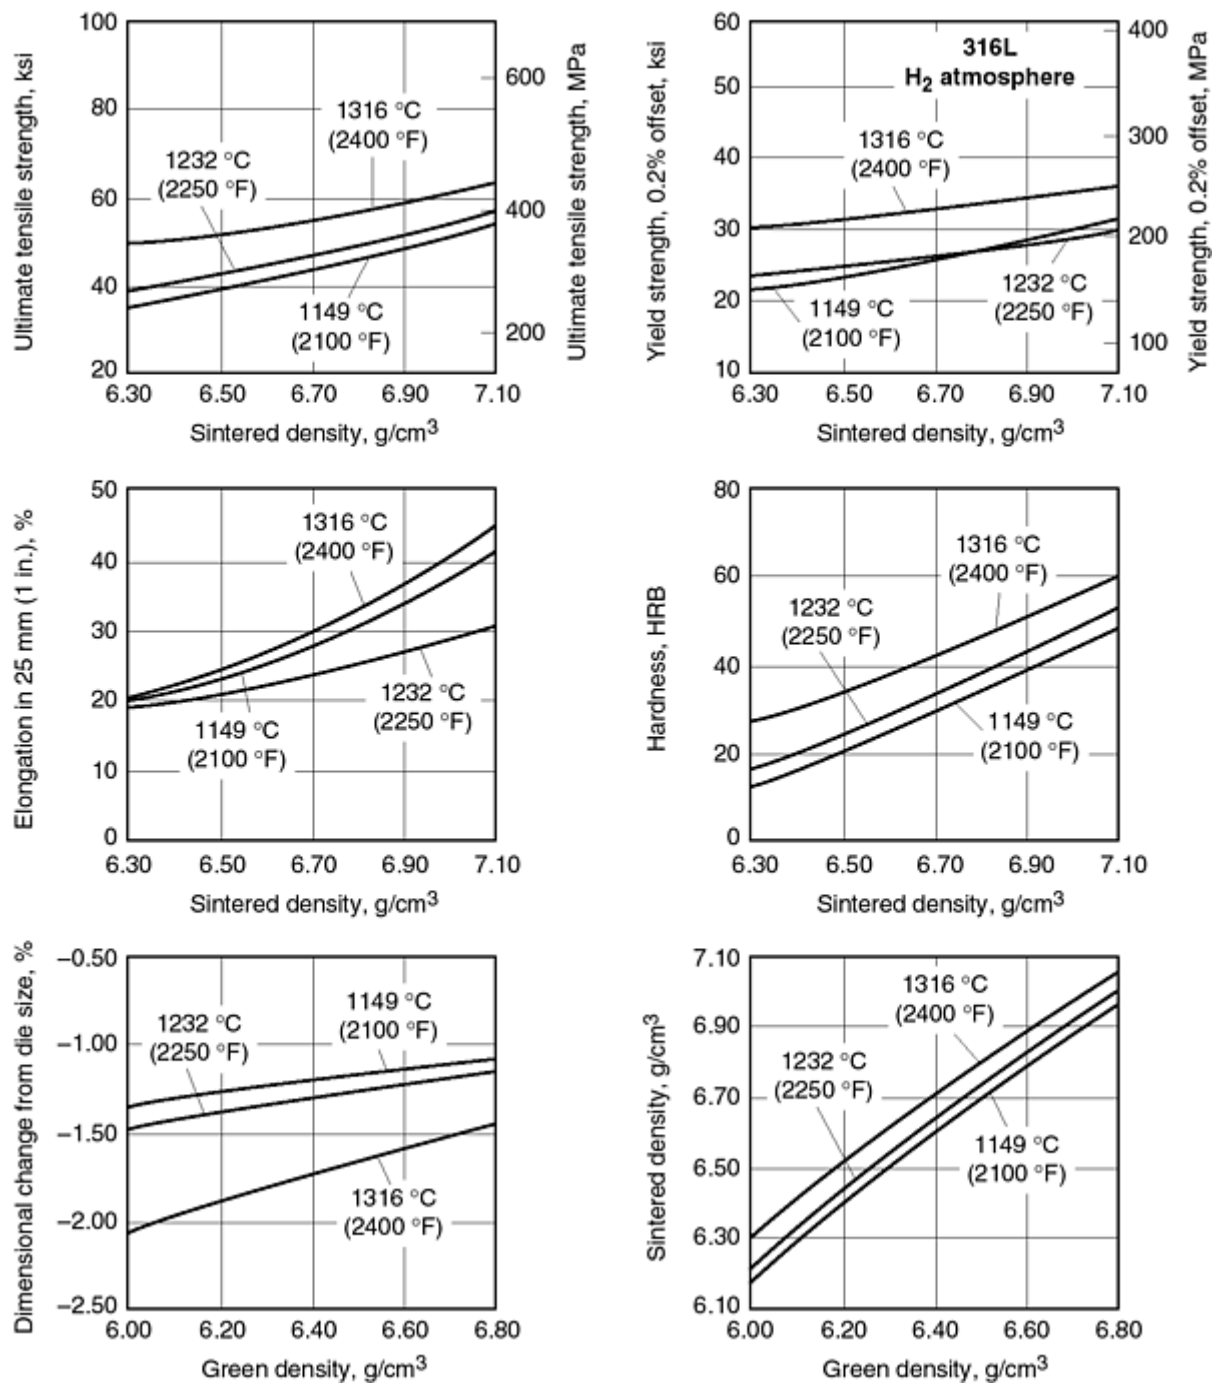 Ultimate tensile strength, ksi
100
80
60
40
20
1232 °C
(2250 °F)
1316 °C
(2400 °F)
1149 °C
(2100 °F)
600
400
200
Ultimate tensile strength, MPa
6.30 6.50 6.70 6.90 7.10
Sintered density, g/cm3
Yield strength, 0.2% offset, ksi
60
50
40
30
20
10
316L
H2 atmosphere
1316 °C
(2400 °F)
1149 °C
(2100 °F)
1232 °C
(2250 °F)
400
300
200
100
Yield strength, 0.2% offset, MPa
6.30 6.50 6.70 6.90 7.10
Sintered density, g/cm3
Elongation in 25 mm (1 in.), %
50
40
30
20
10
0
1316 °C
(2400 °F)
1149 °C
(2100 °F)
1232 °C
(2250 °F)
6.30 6.50 6.70 6.90 7.10
Sintered density, g/cm3
Hardness, HRB
80
60
40
20
0
1316 °C
(2400 °F)
1232 °C
(2250 °F)
1149 °C
(2100 °F)
6.30 6.50 6.70 6.90 7.10
Sintered density, g/cm3
Dimensional change from die size, %
–0.50
–1.00
–1.50
–2.00
–2.50
1149 °C
(2100 °F)
1232 °C
(2250 °F)
1316 °C
(2400 °F)
6.00 6.20 6.40 6.60 6.80
Green density, g/cm3
Sintered density, g/cm3
7.10
6.90
6.70
6.50
6.30
6.10
1316 °C
(2400 °F)
1232 °C
(2250 °F)
1149 °C
(2100 °F)
6.00 6.20 6.40 6.60 6.80
Green density, g/cm3